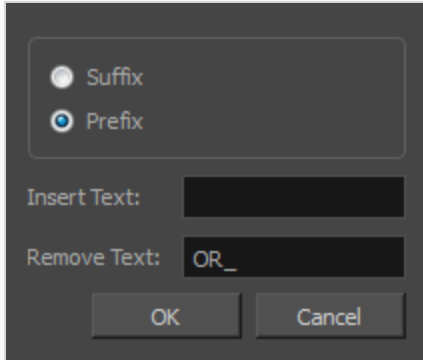 Suffix
Prefix
Insert Text:
Remove Text: OR_
OK Cancel